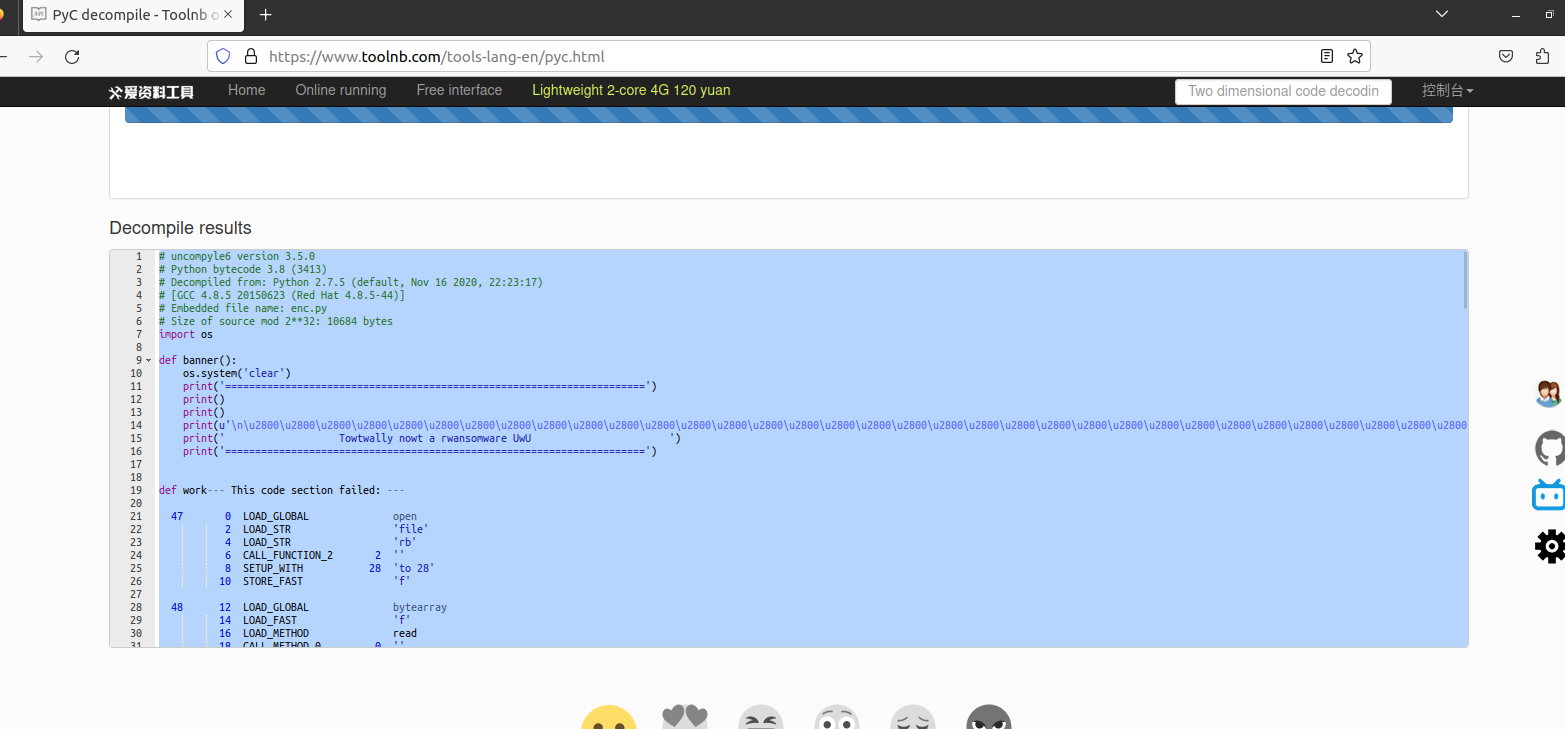 PyC decompile - Toolnb o
https://www.toolnb.com/tools-lang-en/pyc.html
爱资料工具 Home Online running Free interface Lightweight 2-core 4G 120 yuan Two dimensional code decodin 控制台
Decompile results
1 # uncompyle6 version 3.5.0
2 # Python bytecode 3.8 (3413)
3 # Decompiled from: Python 2.7.5 (default, Nov 16 2020, 22:23:17)
4 # [GCC 4.8.5 20150623 (Red Hat 4.8.5-44)]
5 # Embedded file name: enc.py
6 # Size of source mod 2**32: 10684 bytes
7 import os
8
9 def banner():
10 os.system('clear')
11 print('======================================================================')
12 print()
13 print()
14 print(u'\n\u2800\u2800\u2800\u2800\u2800\u2800\u2800\u2800\u2800\u2800\u2800\u2800\u2800\u2800\u2800\u2800\u2800\u2800\u2800\u2800\u2800\u2800\u2800\u2800\u2800\u2800\u2800\u2800\u2800\u2800\u2800\u2800\u2800\u2800
15 print(' Towtwally nowt a rwansomware UwU ')
16 print('======================================================================')
17
18
19 def work--- This code section failed: ---
20
21 47 0 LOAD_GLOBAL open
22 2 LOAD_STR 'file'
23 4 LOAD_STR 'rb'
24 6 CALL_FUNCTION_2 2 ''
25 8 SETUP_WITH 28 'to 28'
26 10 STORE_FAST 'f'
27
28 48 12 LOAD_GLOBAL bytearray
29 14 LOAD_FAST 'f'
30 16 LOAD_METHOD read
31 18 CALL_METHOD_0 0 ''